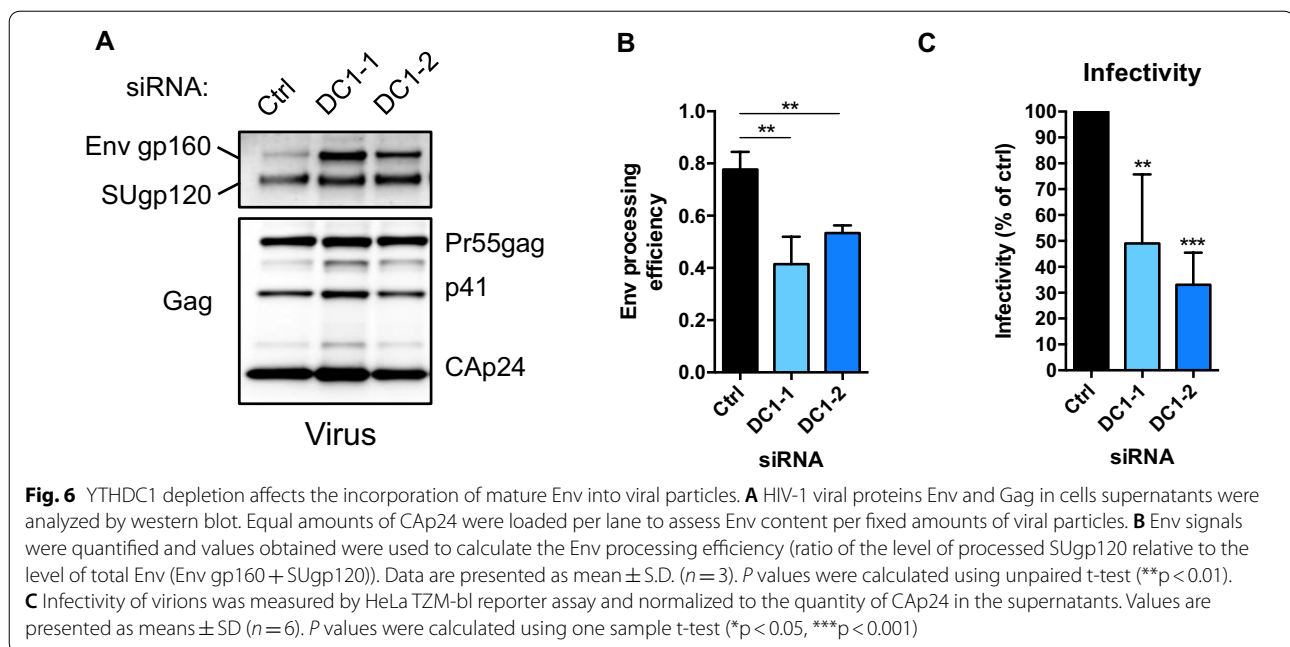 A
siRNA:
Ctrl
DC1-1
DC1-2
Env gp160
SUgp120
Gag
Pr55gag
p41
CAp24
Virus
B
Env processing
efficiency
1.0
0.8
0.6
0.4
0.2
0.0
**
**
Ctrl
DC1-1
DC1-2
siRNA
C
Infectivity
Infectivity (% of ctrl)
100
90
80
70
60
50
40
30
20
10
0
**
***
Ctrl
DC1-1
DC1-2
siRNA
Fig. 6 YTHDC1 depletion affects the incorporation of mature Env into viral particles. A HIV-1 viral proteins Env and Gag in cells supernatants were
analyzed by western blot. Equal amounts of CAp24 were loaded per lane to assess Env content per fixed amounts of viral particles. B Env signals
were quantified and values obtained were used to calculate the Env processing efficiency (ratio of the level of processed SUgp120 relative to the
level of total Env (Env gp160 + SUgp120)). Data are presented as mean ± S.D. (n = 3). P values were calculated using unpaired t-test (**p < 0.01).
C Infectivity of virions was measured by HeLa TZM-bl reporter assay and normalized to the quantity of CAp24 in the supernatants. Values are
presented as means ± SD (n = 6). P values were calculated using one sample t-test (*p < 0.05, ***p < 0.001)